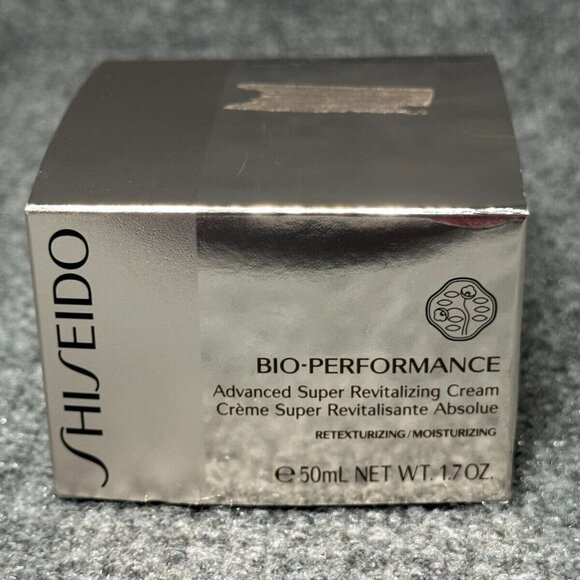 SHISEIDO
BIO-PERFORMANCE
Advanced Super Revitalizing Cream
Crème Super Revitalisante Absolue
RETEXTURIZING/MOISTURIZING
℮50mL NET WT. 1.7 OZ.